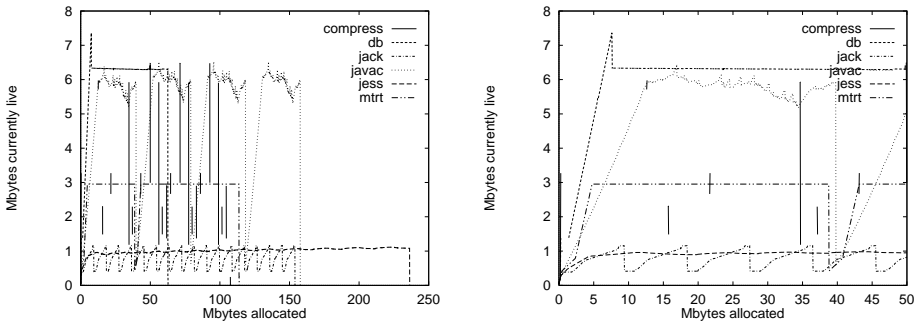 8
7
6
5
4
3
2
1
0
Mbytes currently live
0 50 100 150 200 250
Mbytes allocated
compress
db
jack
javac
jess
mtrt
8
7
6
5
4
3
2
1
0
Mbytes currently live
0 5 10 15 20 25 30 35 40 45 50
Mbytes allocated
compress
db
jack
javac
jess
mtrt